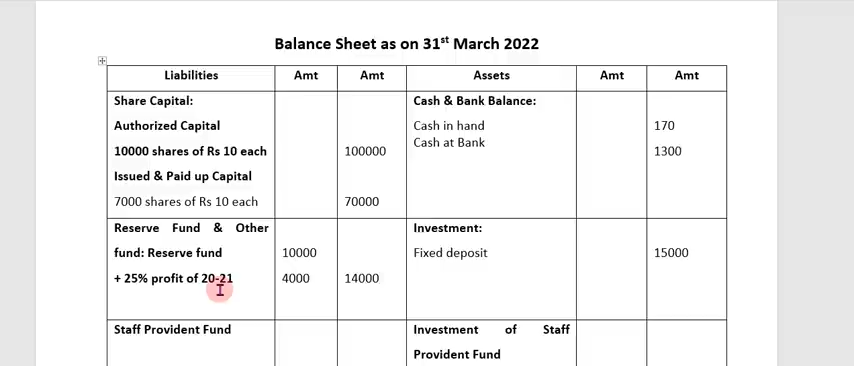 Balance Sheet as on 31st March 2022
Liabilities Amt Amt Assets Amt Amt
Share Capital: Cash & Bank Balance:
Authorized Capital Cash in hand 170
Cash at Bank
10000 shares of Rs 10 each 100000 1300
Issued & Paid up Capital
7000 shares of Rs 10 each 70000
Reserve Fund & Other Investment:
fund: Reserve fund 10000 Fixed deposit 15000
+ 25% profit of 20-21 4000 14000
Staff Provident Fund Investment of Staff
Provident Fund